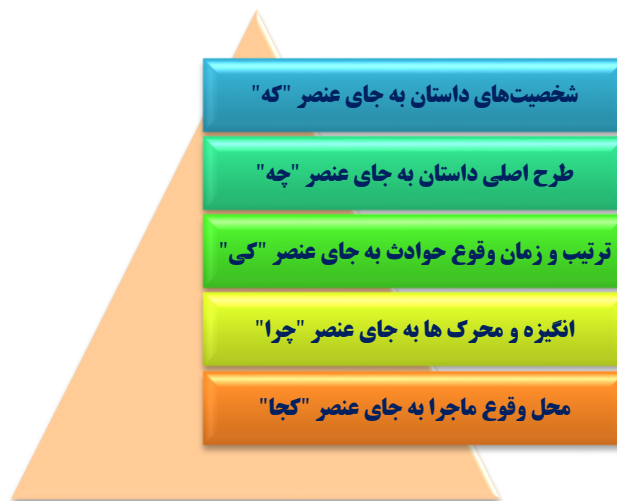 شخصیت‌های داستان به جای عنصر "که"
طرح اصلی داستان به جای عنصر "چه"
ترتیب و زمان وقوع حوادث به جای عنصر "کی"
انگیزه و محرک ها به جای عنصر "چرا"
محل وقوع ماجرا به جای عنصر "کجا"